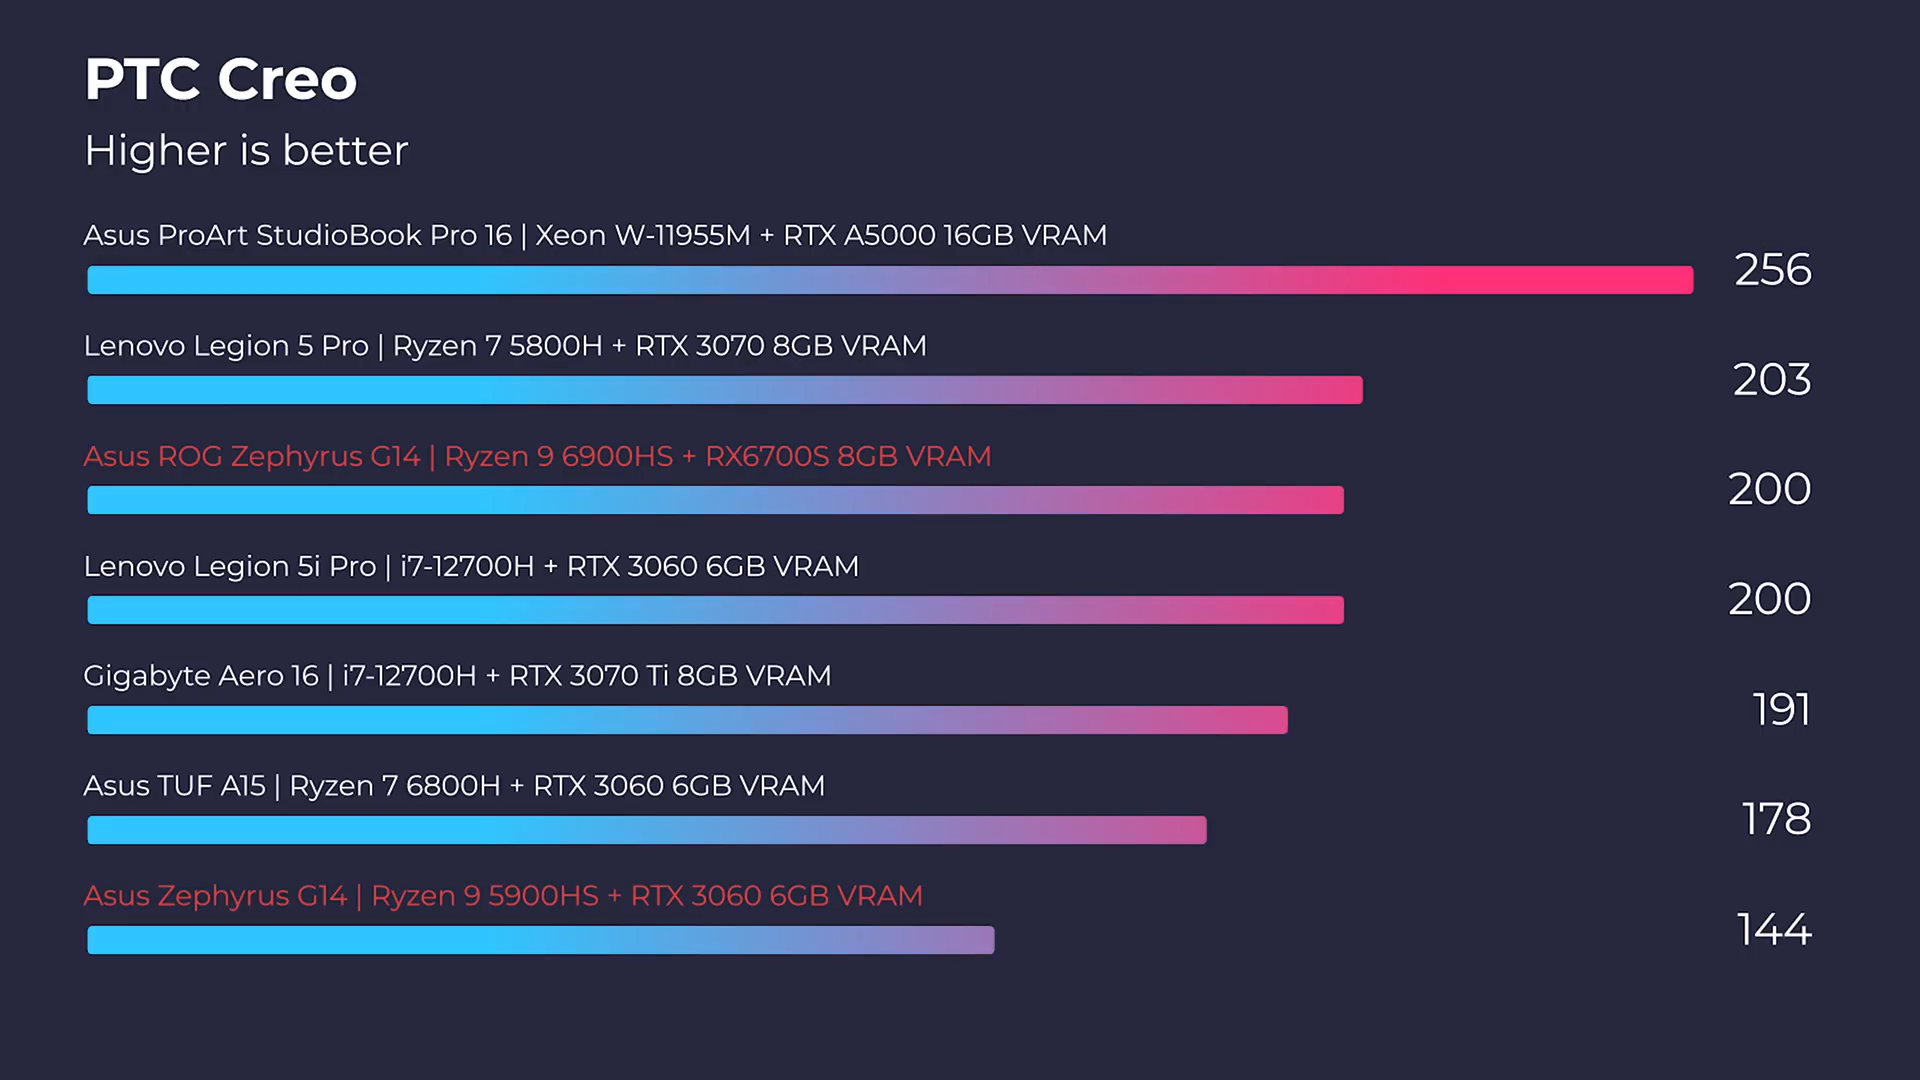 PTC Creo
Higher is better
Asus ProArt StudioBook Pro 16 | Xeon W-11955M + RTX A5000 16GB VRAM
256
Lenovo Legion 5 Pro | Ryzen 7 5800H + RTX 3070 8GB VRAM
203
Asus ROG Zephyrus G14 | Ryzen 9 6900HS + RX6700S 8GB VRAM
200
Lenovo Legion 5i Pro | i7-12700H + RTX 3060 6GB VRAM
200
Gigabyte Aero 16 | i7-12700H + RTX 3070 Ti 8GB VRAM
191
Asus TUF A15 | Ryzen 7 6800H + RTX 3060 6GB VRAM
178
Asus Zephyrus G14 | Ryzen 9 5900HS + RTX 3060 6GB VRAM
144